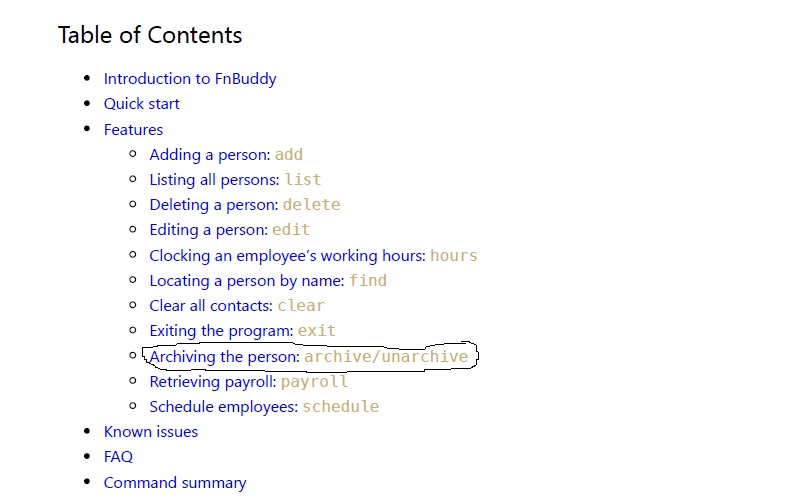 Table of Contents
Introduction to FnBuddy
Quick start
Features
Adding a person: add
Listing all persons: list
Deleting a person: delete
Editing a person: edit
Clocking an employee’s working hours: hours
Locating a person by name: find
Clear all contacts: clear
Exiting the program: exit
Archiving the person: archive/unarchive
Retrieving payroll: payroll
Schedule employees: schedule
Known issues
FAQ
Command summary